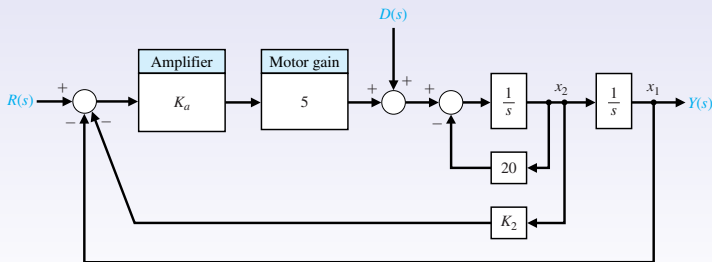 D(s)
Amplifier
Motor gain
R(s)
+
−
−
K_a
5
+
+
+
−
1/s
x_2
1/s
x_1
Y(s)
20
K_2